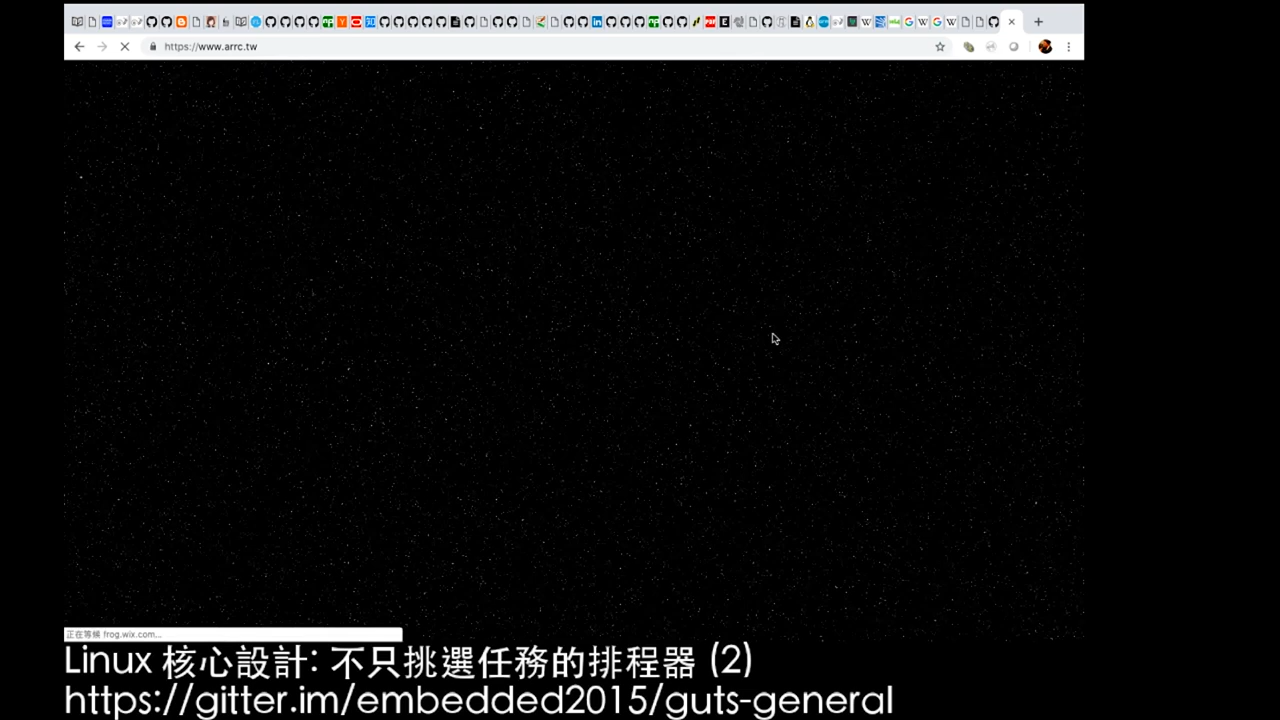 https://www.arrc.tw
正在等候 frog.wix.com...
Linux 核心設計: 不只挑選任務的排程器 (2)
https://gitter.im/embedded2015/guts-general